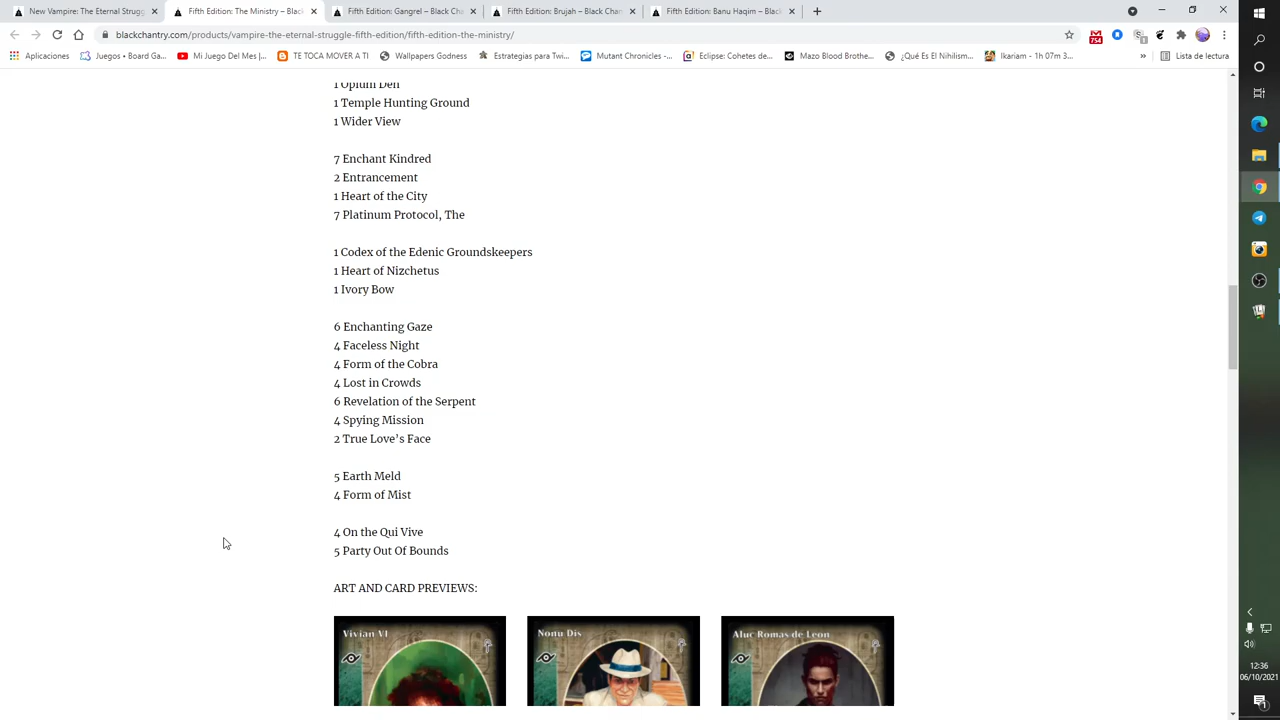 New Vampire: The Eternal Strugg
Fifth Edition: The Ministry – Black
Fifth Edition: Gangrel – Black Cha
Fifth Edition: Brujah – Black Chan
Fifth Edition: Banu Haqim – Black
blackchantry.com/products/vampire-the-eternal-struggle-fifth-edition/fifth-edition-the-ministry/
754
Aplicaciones
Juegos • Board Ga...
Mi Juego Del Mes |...
TE TOCA MOVER A TI
Wallpapers Godness
Estrategias para Twi...
Mutant Chronicles -...
Eclipse: Cohetes de...
Mazo Blood Brothe...
¿Qué Es El Nihilism...
Ikariam - 1h 07m 3...
»
Lista de lectura
1 Opium Den
1 Temple Hunting Ground
1 Wider View
7 Enchant Kindred
2 Entrancement
1 Heart of the City
7 Platinum Protocol, The
1 Codex of the Edenic Groundskeepers
1 Heart of Nizchetus
1 Ivory Bow
6 Enchanting Gaze
4 Faceless Night
4 Form of the Cobra
4 Lost in Crowds
6 Revelation of the Serpent
4 Spying Mission
2 True Love’s Face
5 Earth Meld
4 Form of Mist
4 On the Qui Vive
5 Party Out Of Bounds
ART AND CARD PREVIEWS:
Vivian VI
Nonu Dis
Aluc Romas de Leon
12:36
06/10/2021